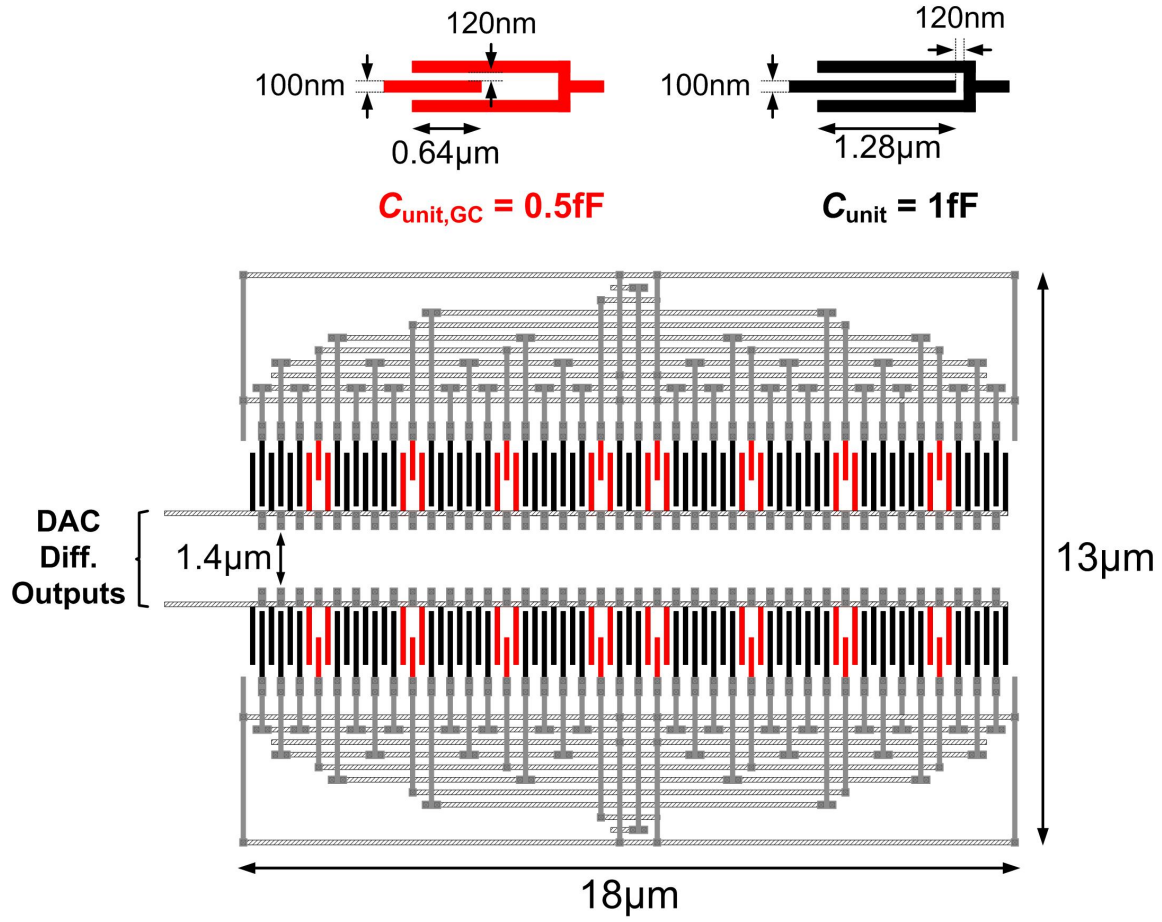 120nm
120nm
100nm
100nm
0.64μm
1.28μm
Cunit,GC = 0.5fF
Cunit = 1fF
DAC
Diff.
Outputs
1.4μm
13μm
18μm